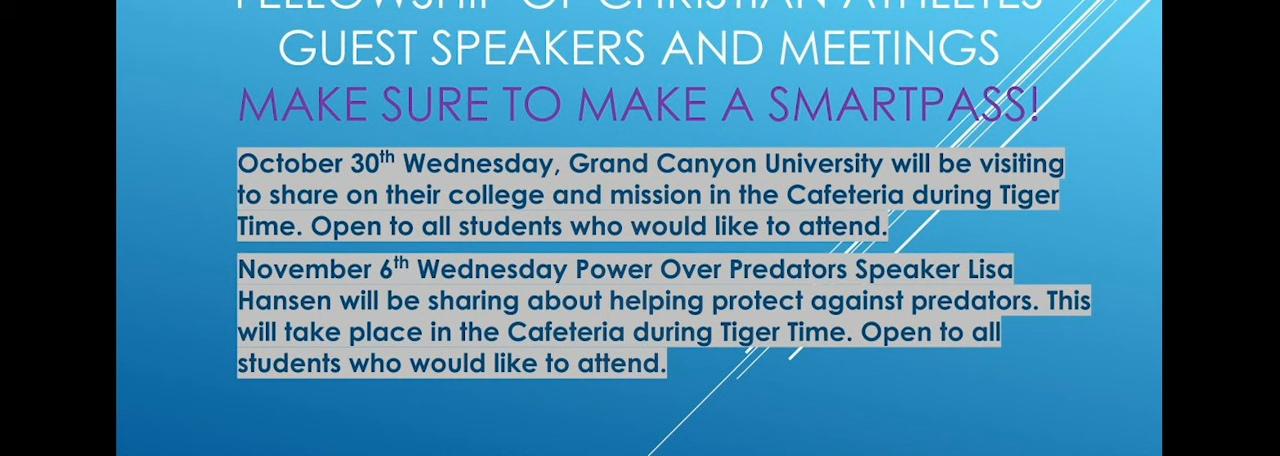 FELLOWSHIP OF CHRISTIAN ATHLETES
GUEST SPEAKERS AND MEETINGS
MAKE SURE TO MAKE A SMARTPASS!
October 30th Wednesday, Grand Canyon University will be visiting
to share on their college and mission in the Cafeteria during Tiger
Time. Open to all students who would like to attend.
November 6th Wednesday Power Over Predators Speaker Lisa
Hansen will be sharing about helping protect against predators. This
will take place in the Cafeteria during Tiger Time. Open to all
students who would like to attend.